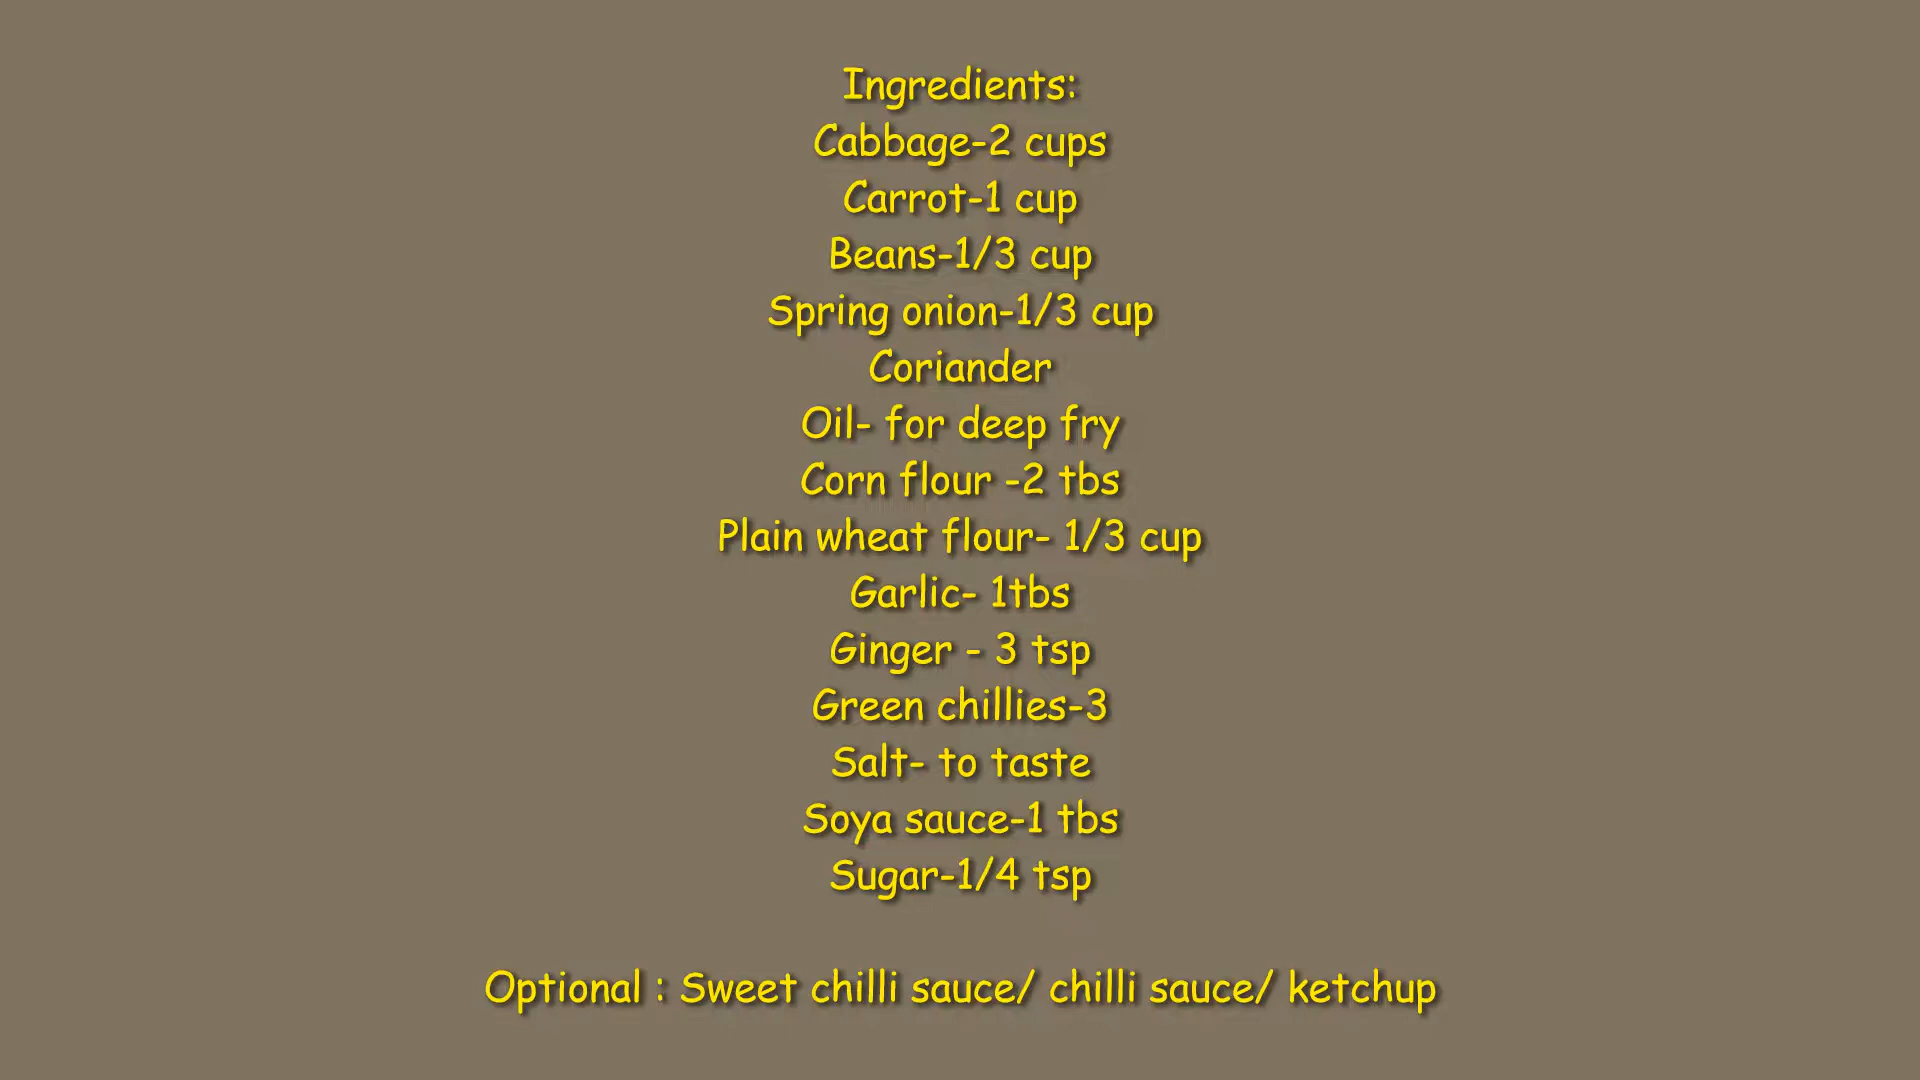 Ingredients:
Cabbage-2 cups
Carrot-1 cup
Beans-1/3 cup
Spring onion-1/3 cup
Coriander
Oil- for deep fry
Corn flour -2 tbs
Plain wheat flour- 1/3 cup
Garlic- 1tbs
Ginger - 3 tsp
Green chillies-3
Salt- to taste
Soya sauce-1 tbs
Sugar-1/4 tsp
Optional : Sweet chilli sauce/ chilli sauce/ ketchup